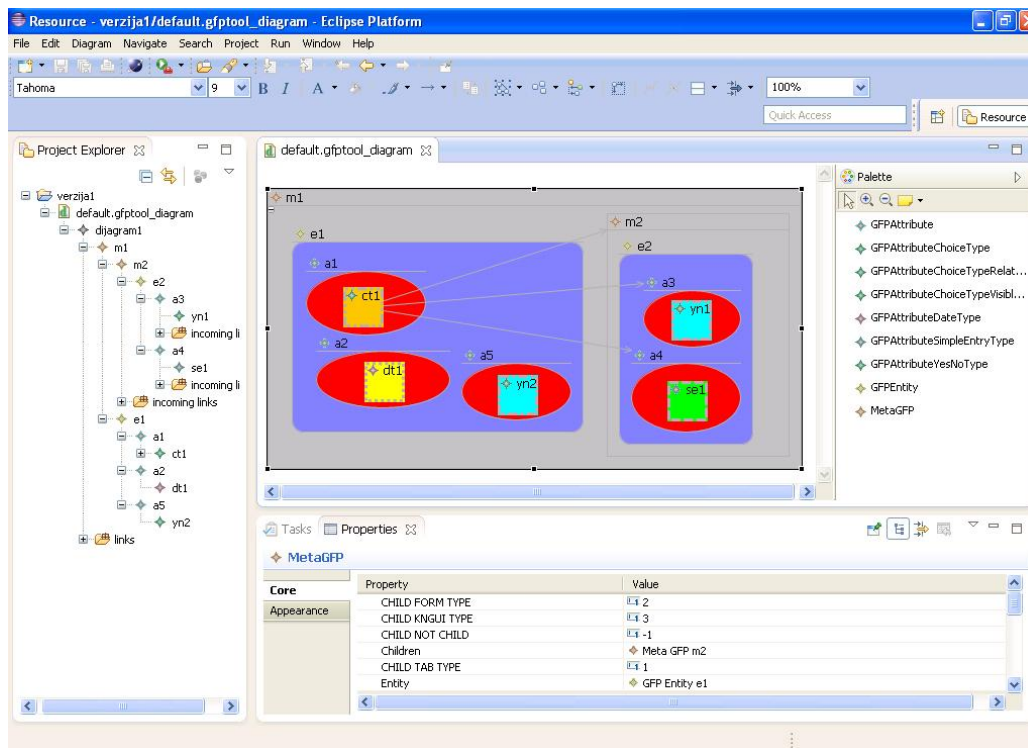 Resource - verzija1/default.gfptool_diagram - Eclipse Platform
File Edit Diagram Navigate Search Project Run Window Help
Tahoma 9 B I A 100%
Quick Access Resource
Project Explorer
verzija1
default.gfptool_diagram
dijagram1
m1
m2
e2
a3
yn1
incoming li
a4
se1
incoming li
incoming links
e1
a1
ct1
a2
dt1
a5
yn2
links
default.gfptool_diagram
m1
m2
e1
e2
a1
a3
ct1
yn1
a2
a5
a4
dt1
yn2
se1
Palette
GFPAttribute
GFPAttributeChoiceType
GFPAttributeChoiceTypeRelat...
GFPAttributeChoiceTypeVisibl...
GFPAttributeDateType
GFPAttributeSimpleEntryType
GFPAttributeYesNoType
GFPEntity
MetaGFP
Tasks Properties
MetaGFP
Core
Appearance
Property Value
CHILD FORM TYPE 2
CHILD KNGUI TYPE 3
CHILD NOT CHILD -1
Children Meta GFP m2
CHILD TAB TYPE 1
Entity GFP Entity e1